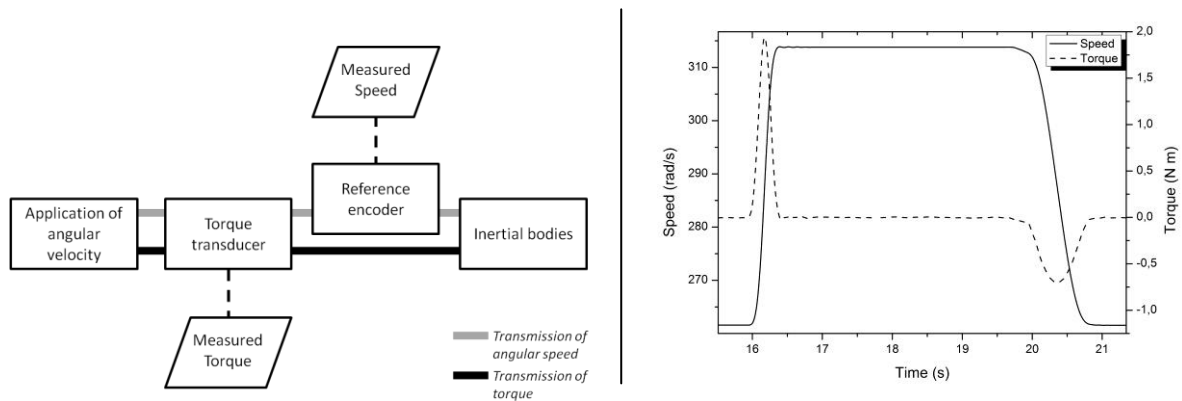 Measured
Speed
Reference
encoder
Application of
angular
velocity
Torque
transducer
Inertial bodies
Measured
Torque
Transmission of
angular speed
Transmission of
torque
Speed
Torque
310
300
290
280
270
Speed (rad/s)
2,0
1,5
1,0
0,5
0,0
-0,5
-1,0
Torque (N m)
16 17 18 19 20 21
Time (s)